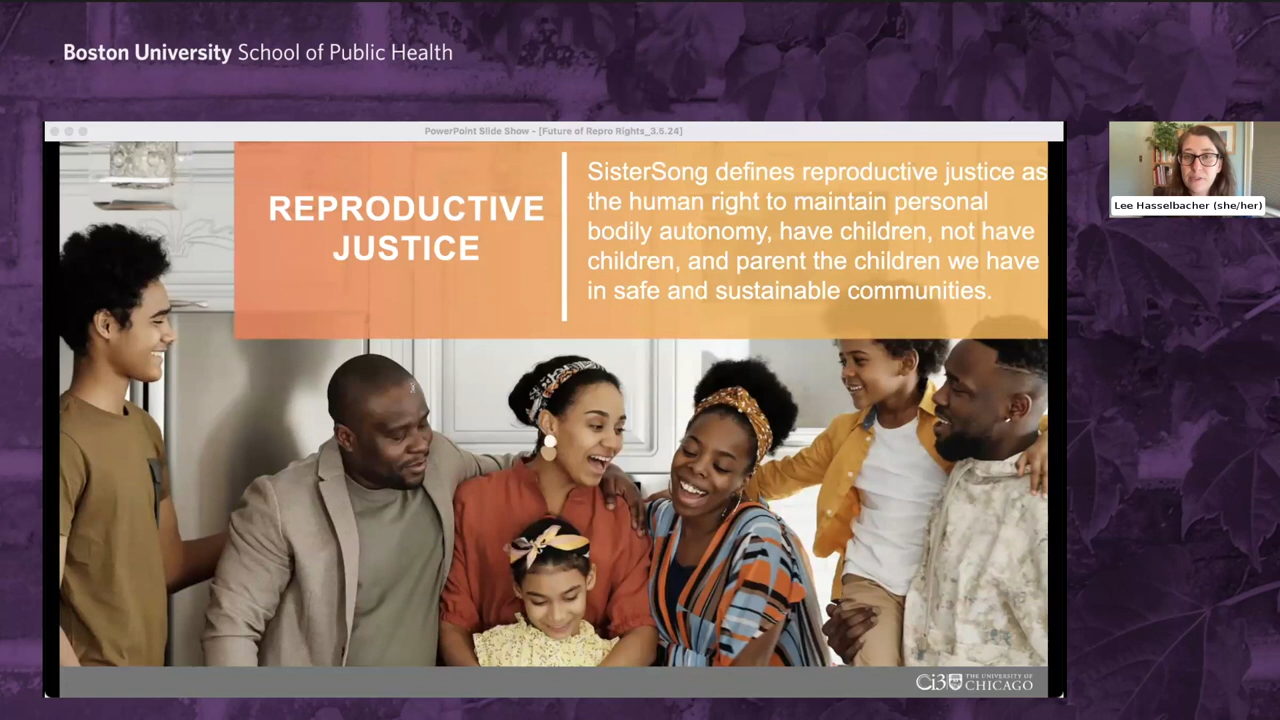 Boston University School of Public Health
PowerPoint Slide Show - [Future of Repro Rights_3.5.24]
REPRODUCTIVE
JUSTICE
SisterSong defines reproductive justice as
the human right to maintain personal
bodily autonomy, have children, not have
children, and parent the children we have
in safe and sustainable communities.
Lee Hasselbacher (she/her)
Ci3
THE UNIVERSITY OF
CHICAGO